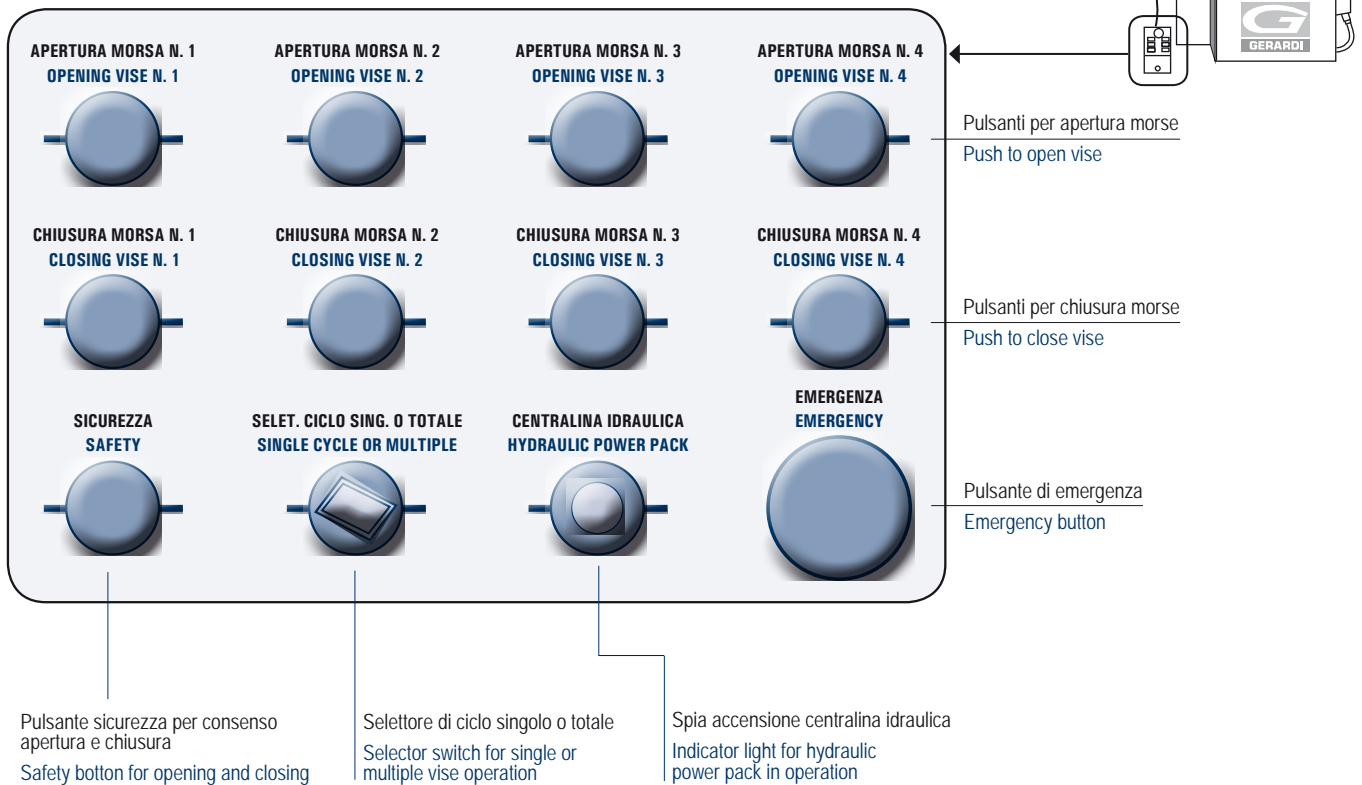 GERARDI
APERTURA MORSA N. 1
OPENING VISE N. 1
APERTURA MORSA N. 2
OPENING VISE N. 2
APERTURA MORSA N. 3
OPENING VISE N. 3
APERTURA MORSA N. 4
OPENING VISE N. 4
Pulsanti per apertura morse
Push to open vise
CHIUSURA MORSA N. 1
CLOSING VISE N. 1
CHIUSURA MORSA N. 2
CLOSING VISE N. 2
CHIUSURA MORSA N. 3
CLOSING VISE N. 3
CHIUSURA MORSA N. 4
CLOSING VISE N. 4
Pulsanti per chiusura morse
Push to close vise
SICUREZZA
SAFETY
SELET. CICLO SING. O TOTALE
SINGLE CYCLE OR MULTIPLE
CENTRALINA IDRAULICA
HYDRAULIC POWER PACK
EMERGENZA
EMERGENCY
Pulsante di emergenza
Emergency button
Pulsante sicurezza per consenso
apertura e chiusura
Safety botton for opening and closing
Selettore di ciclo singolo o totale
Selector switch for single or
multiple vise operation
Spia accensione centralina idraulica
Indicator light for hydraulic
power pack in operation